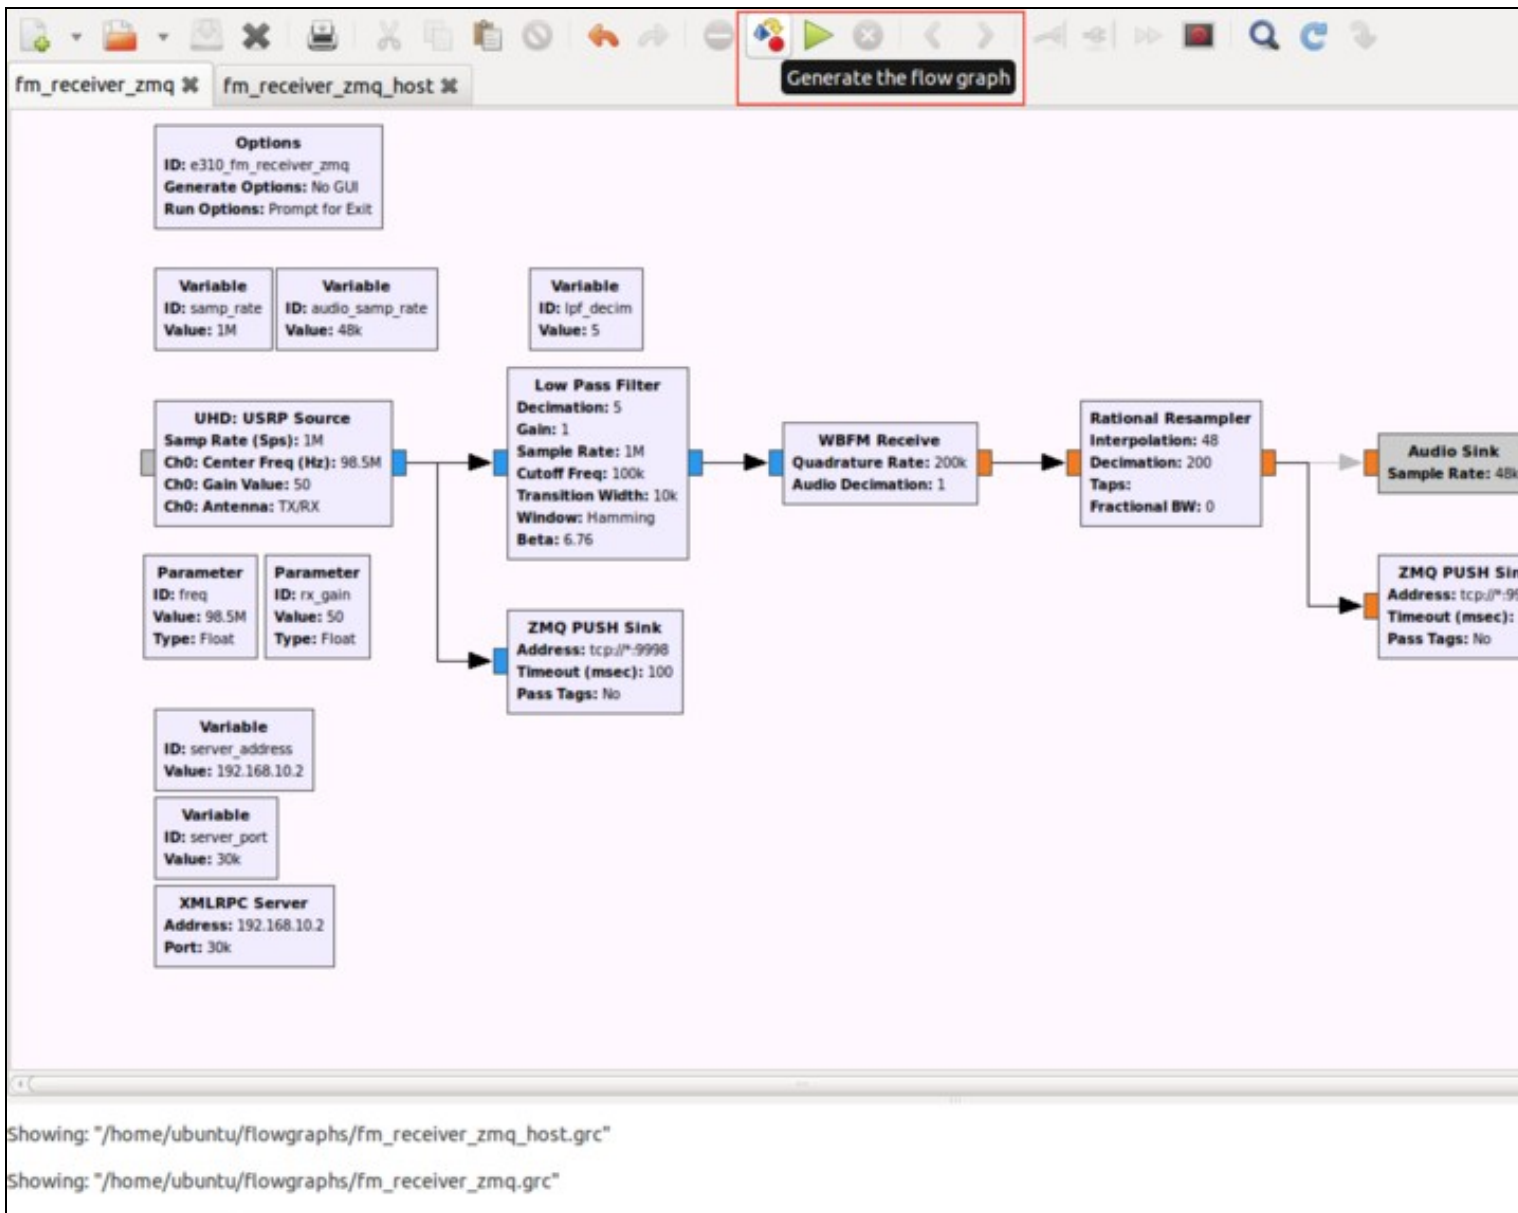 fm_receiver_zmq
fm_receiver_zmq_host
Generate the flow graph
Options
ID: e310_fm_receiver_zmq
Generate Options: No GUI
Run Options: Prompt for Exit
Variable
ID: samp_rate
Value: 1M
Variable
ID: audio_samp_rate
Value: 48k
Variable
ID: lpf_decim
Value: 5
UHD: USRP Source
Samp Rate (Sps): 1M
Ch0: Center Freq (Hz): 98.5M
Ch0: Gain Value: 50
Ch0: Antenna: TX/RX
Low Pass Filter
Decimation: 5
Gain: 1
Sample Rate: 1M
Cutoff Freq: 100k
Transition Width: 10k
Window: Hamming
Beta: 6.76
WBFM Receive
Quadrature Rate: 200k
Audio Decimation: 1
Rational Resampler
Interpolation: 48
Decimation: 200
Taps:
Fractional BW: 0
Audio Sink
Sample Rate: 48k
Parameter
ID: freq
Value: 98.5M
Type: Float
Parameter
ID: rx_gain
Value: 50
Type: Float
ZMQ PUSH Sink
Address: tcp://*:9998
Timeout (msec): 100
Pass Tags: No
ZMQ PUSH
Address: tcp://*:99
Timeout (msec):
Pass Tags: No
Variable
ID: server_address
Value: 192.168.10.2
Variable
ID: server_port
Value: 30k
XMLRPC Server
Address: 192.168.10.2
Port: 30k
Showing: "/home/ubuntu/flowgraphs/fm_receiver_zmq_host.grc"
Showing: "/home/ubuntu/flowgraphs/fm_receiver_zmq.grc"